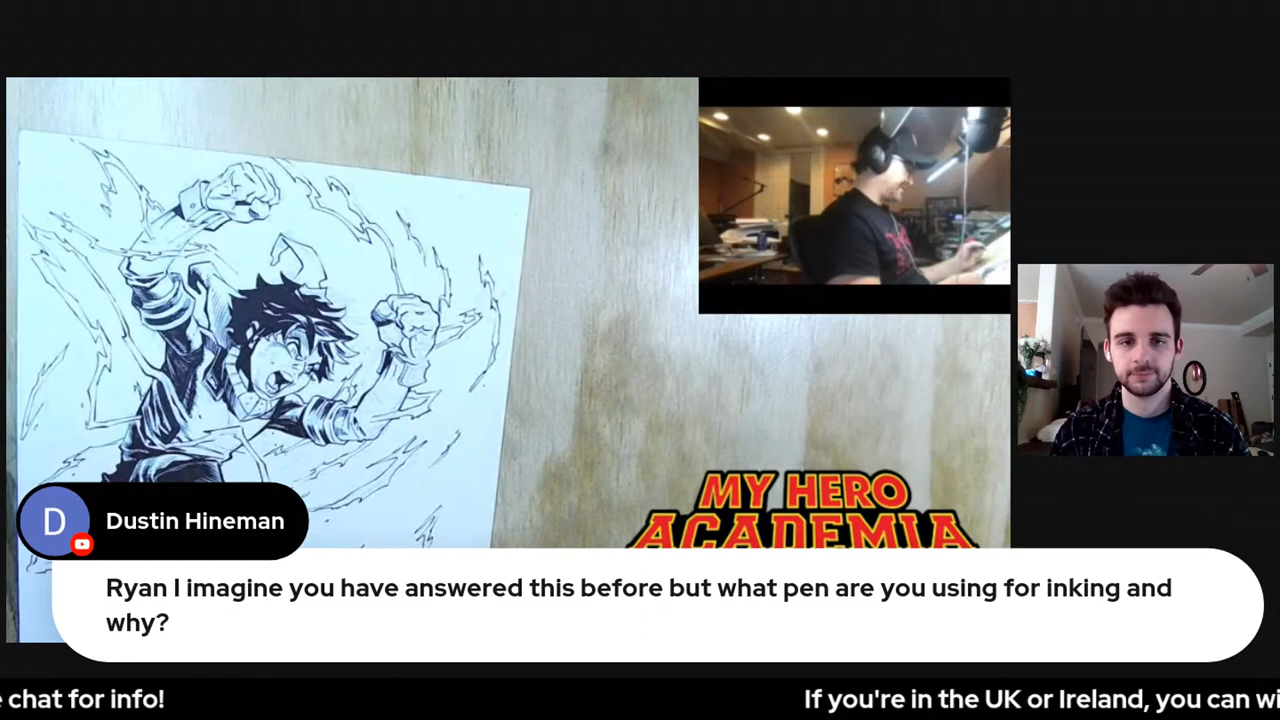 MY HERO
ACADEMIA
D
Dustin Hineman
Ryan I imagine you have answered this before but what pen are you using for inking and
why?
chat for info!
If you're in the UK or Ireland, you can